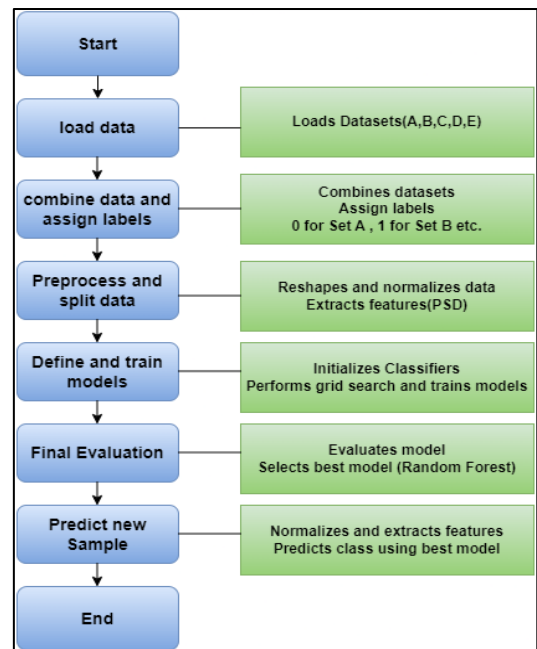 Start
load data
Loads Datasets(A,B,C,D,E)
combine data and
assign labels
Combines datasets
Assign labels
0 for Set A , 1 for Set B etc.
Preprocess and
split data
Reshapes and normalizes data
Extracts features(PSD)
Define and train
models
Initializes Classifiers
Performs grid search and trains models
Final Evaluation
Evaluates model
Selects best model (Random Forest)
Predict new
Sample
Normalizes and extracts features
Predicts class using best model
End